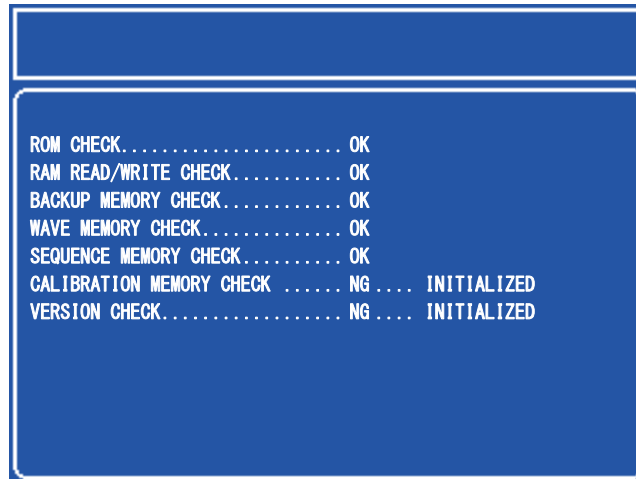 ROM CHECK...................... OK
RAM READ/WRITE CHECK........... OK
BACKUP MEMORY CHECK............ OK
WAVE MEMORY CHECK.............. OK
SEQUENCE MEMORY CHECK.......... OK
CALIBRATION MEMORY CHECK ...... NG .... INITIALIZED
VERSION CHECK.................. NG .... INITIALIZED